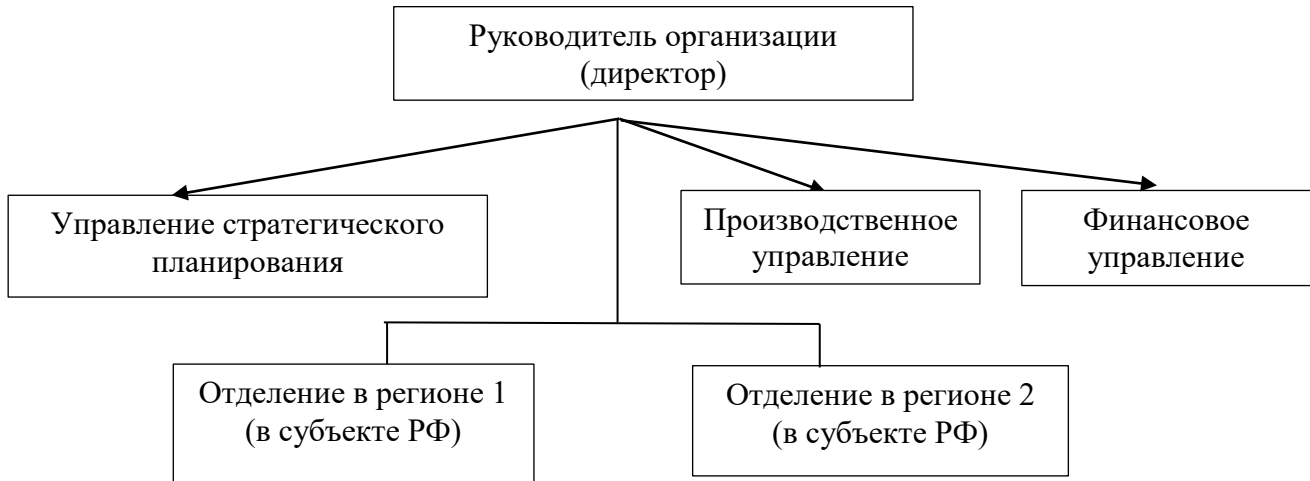 Руководитель организации
(директор)
Управление стратегического
планирования
Производственное
управление
Финансовое
управление
Отделение в регионе 1
(в субъекте РФ)
Отделение в регионе 2
(в субъекте РФ)